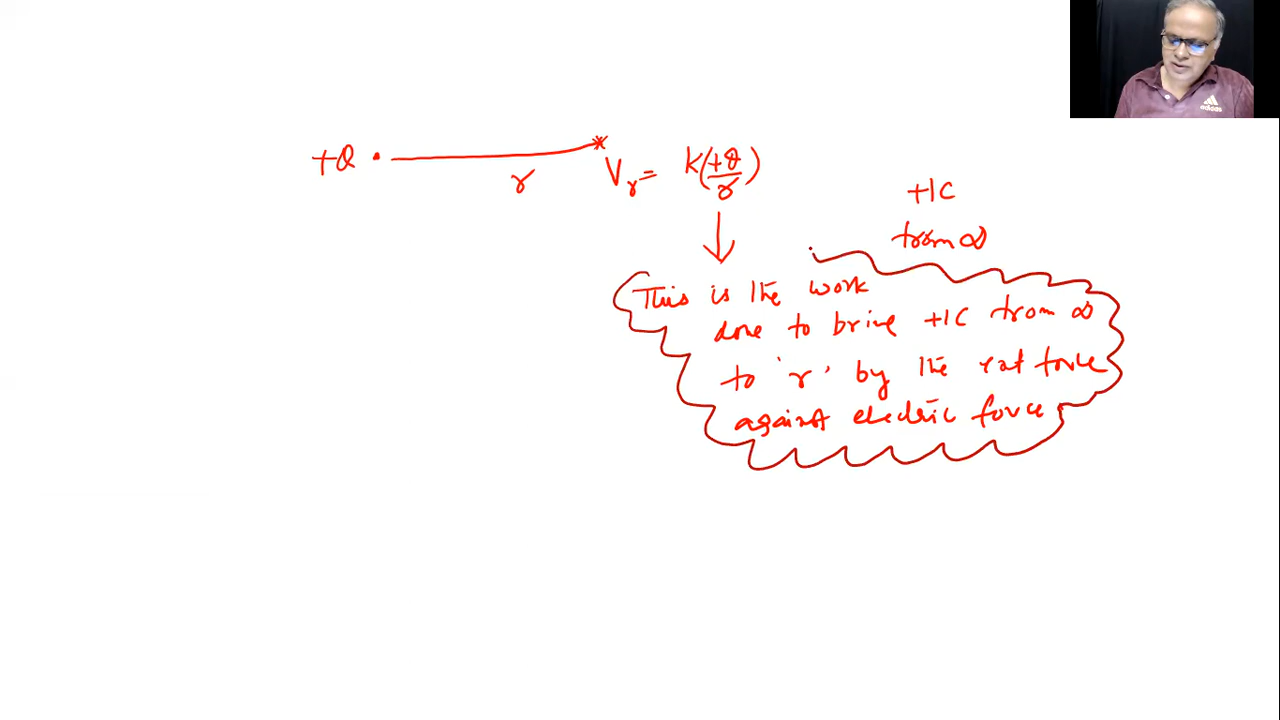 +Q
r
Vr = K(+Q/r)
+1C
from ∞
This is the work
done to bring +1C from ∞
to 'r' by the ext force
against electric force
adidas